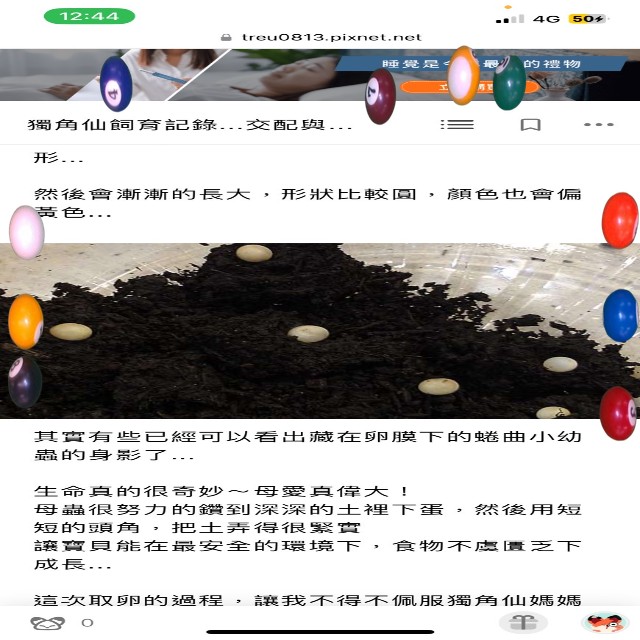 12:44
4G 50
treu0813.pixnet.net
睡覺是
的禮物
獨角仙飼育記錄...交配與...
形...
然後會漸漸的長大，形狀比較圓，顏色也會偏
黃色...
其實有些已經可以看出藏在卵膜下的蜷曲小幼
蟲的身影了...
生命真的很奇妙～母愛真偉大！
母蟲很努力的鑽到深深的土裡下蛋，然後用短
短的頭角，把土弄得很緊實
讓寶貝能在最安全的環境下，食物不虞匱乏下
成長...
這次取卵的過程，讓我不得不佩服獨角仙媽媽
0